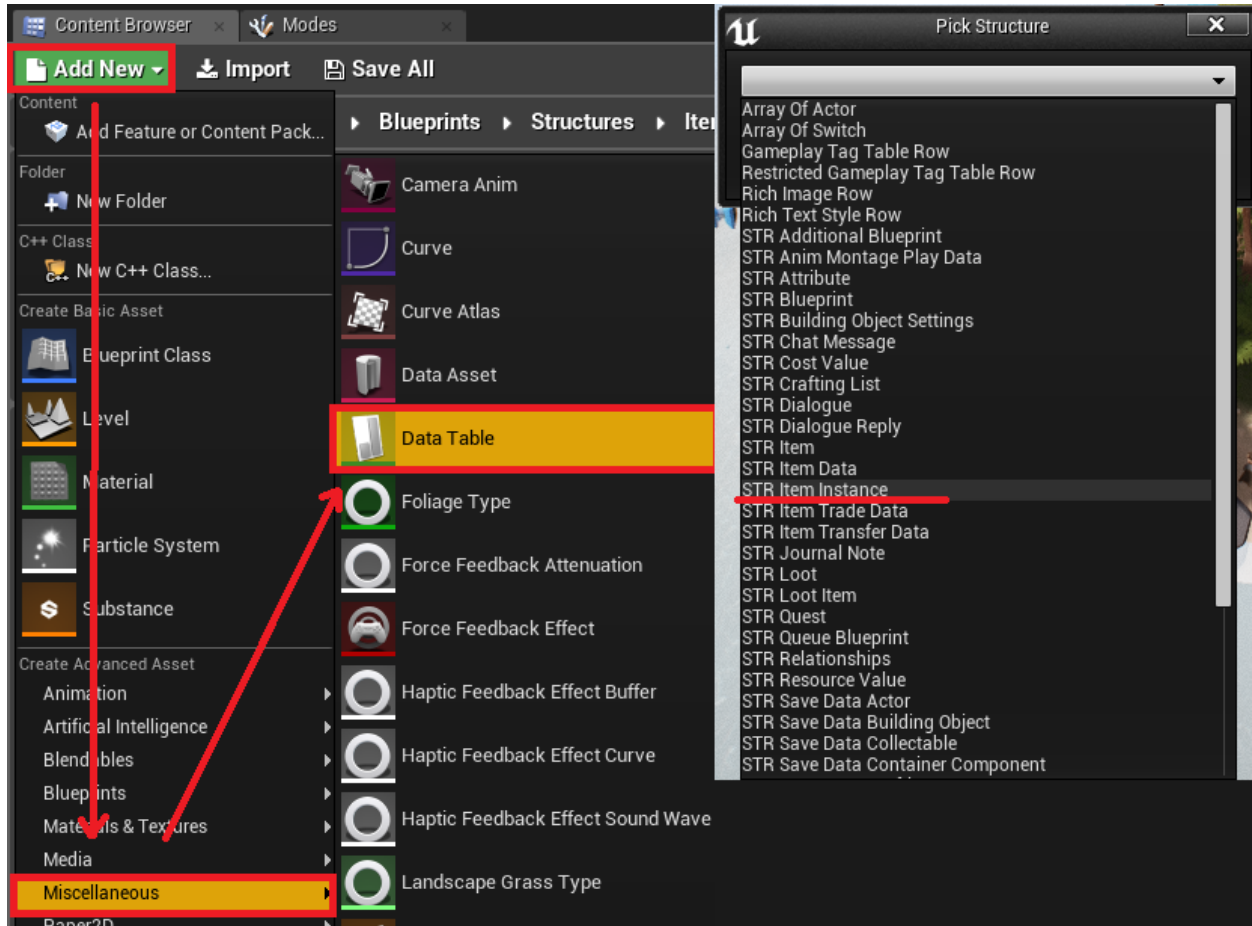 Content Browser
Modes
Add New
Import
Save All
Content
Add Feature or Content Pack...
Folder
New Folder
C++ Class
New C++ Class...
Create Basic Asset
Blueprint Class
Level
Material
Particle System
Substance
Create Advanced Asset
Animation
Artificial Intelligence
Blendables
Blueprints
Materials & Textures
Media
Miscellaneous
Paper2D
Blueprints
Structures
Iter
Camera Anim
Curve
Curve Atlas
Data Asset
Data Table
Foliage Type
Force Feedback Attenuation
Force Feedback Effect
Haptic Feedback Effect Buffer
Haptic Feedback Effect Curve
Haptic Feedback Effect Sound Wave
Landscape Grass Type
Pick Structure
Array Of Actor
Array Of Switch
Gameplay Tag Table Row
Restricted Gameplay Tag Table Row
Rich Image Row
Rich Text Style Row
STR Additional Blueprint
STR Anim Montage Play Data
STR Attribute
STR Blueprint
STR Building Object Settings
STR Chat Message
STR Cost Value
STR Crafting List
STR Dialogue
STR Dialogue Reply
STR Item
STR Item Data
STR Item Instance
STR Item Trade Data
STR Item Transfer Data
STR Journal Note
STR Loot
STR Loot Item
STR Quest
STR Queue Blueprint
STR Relationships
STR Resource Value
STR Save Data Actor
STR Save Data Building Object
STR Save Data Collectable
STR Save Data Container Component